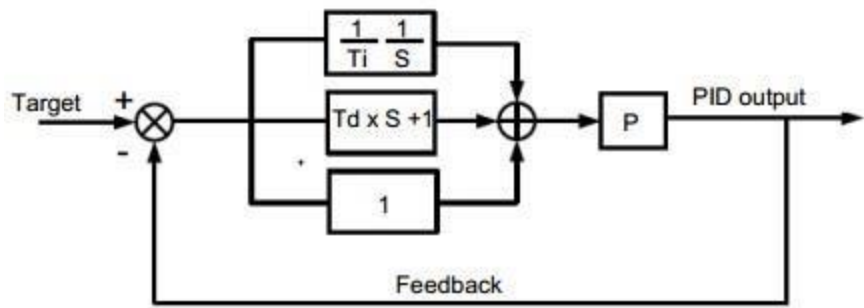 1 1
Ti S
Target
+
-
Td x S +1
1
P
PID output
Feedback